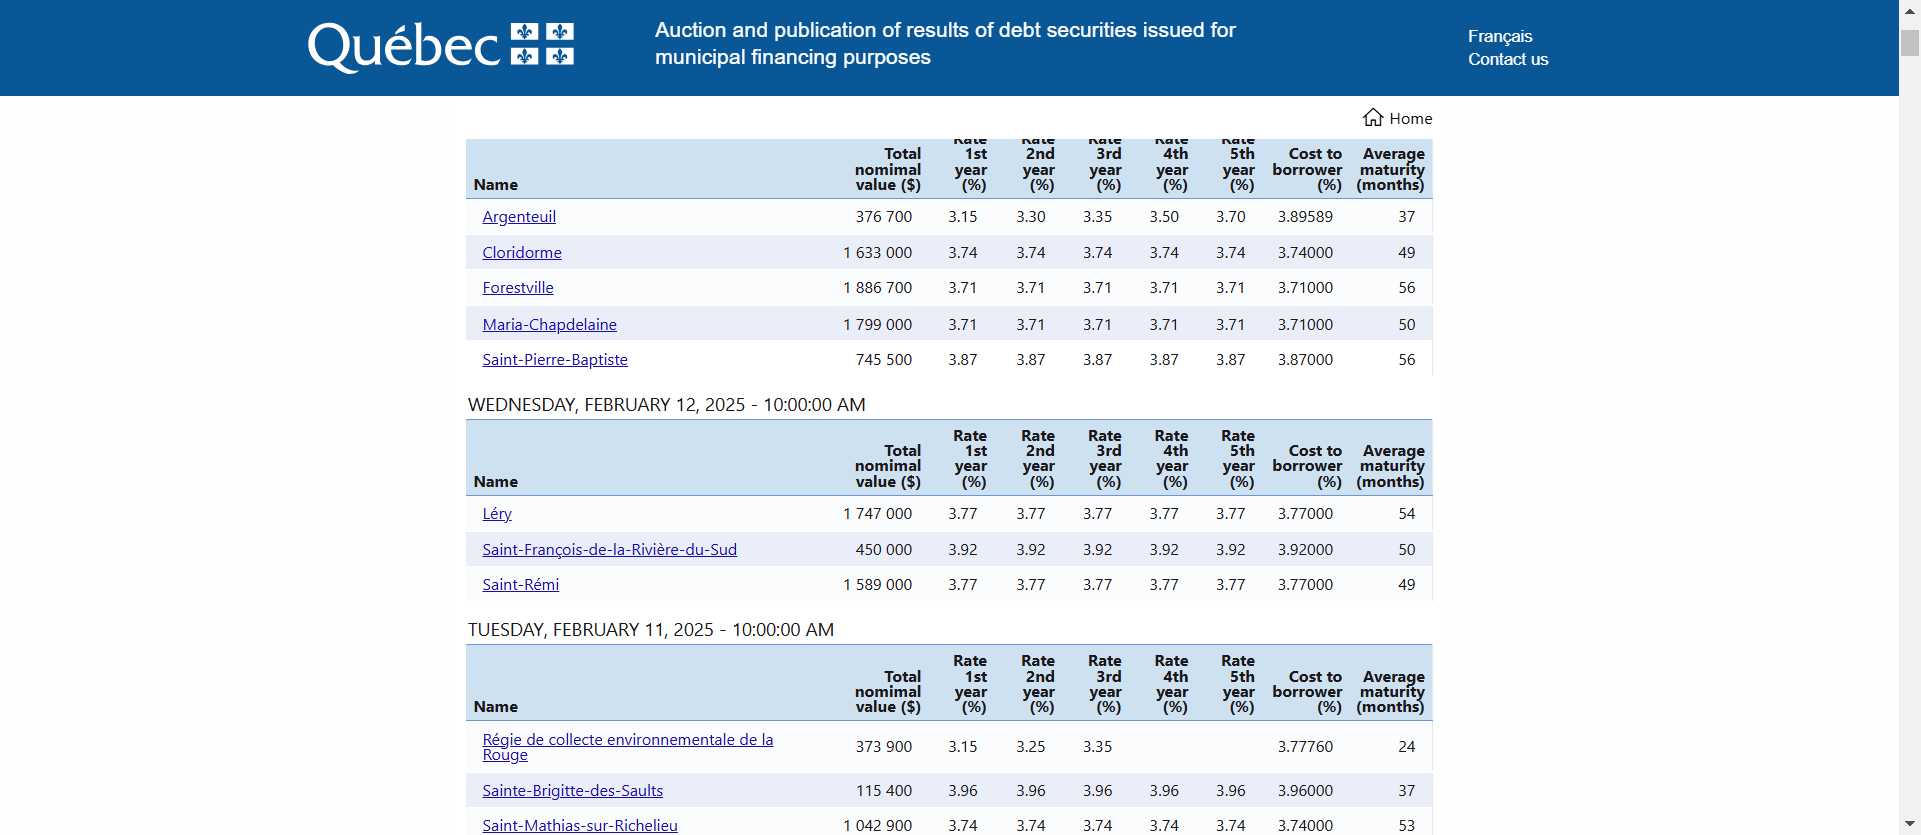 Québec
Auction and publication of results of debt securities issued for
municipal financing purposes
Français
Contact us
Home
Name Total nomimal value ($) Rate 1st year (%) Rate 2nd year (%) Rate 3rd year (%) Rate 4th year (%) Rate 5th year (%) Cost to borrower (%) Average maturity (months)
Argenteuil 376 700 3.15 3.30 3.35 3.50 3.70 3.89589 37
Cloridorme 1 633 000 3.74 3.74 3.74 3.74 3.74 3.74000 49
Forestville 1 886 700 3.71 3.71 3.71 3.71 3.71 3.71000 56
Maria-Chapdelaine 1 799 000 3.71 3.71 3.71 3.71 3.71 3.71000 50
Saint-Pierre-Baptiste 745 500 3.87 3.87 3.87 3.87 3.87 3.87000 56
WEDNESDAY, FEBRUARY 12, 2025 - 10:00:00 AM
Name Total nomimal value ($) Rate 1st year (%) Rate 2nd year (%) Rate 3rd year (%) Rate 4th year (%) Rate 5th year (%) Cost to borrower (%) Average maturity (months)
Léry 1 747 000 3.77 3.77 3.77 3.77 3.77 3.77000 54
Saint-François-de-la-Rivière-du-Sud 450 000 3.92 3.92 3.92 3.92 3.92 3.92000 50
Saint-Rémi 1 589 000 3.77 3.77 3.77 3.77 3.77 3.77000 49
TUESDAY, FEBRUARY 11, 2025 - 10:00:00 AM
Name Total nomimal value ($) Rate 1st year (%) Rate 2nd year (%) Rate 3rd year (%) Rate 4th year (%) Rate 5th year (%) Cost to borrower (%) Average maturity (months)
Régie de collecte environnementale de la
Rouge 373 900 3.15 3.25 3.35 3.77760 24
Sainte-Brigitte-des-Saults 115 400 3.96 3.96 3.96 3.96 3.96 3.96000 37
Saint-Mathias-sur-Richelieu 1 042 900 3.74 3.74 3.74 3.74 3.74 3.74000 53